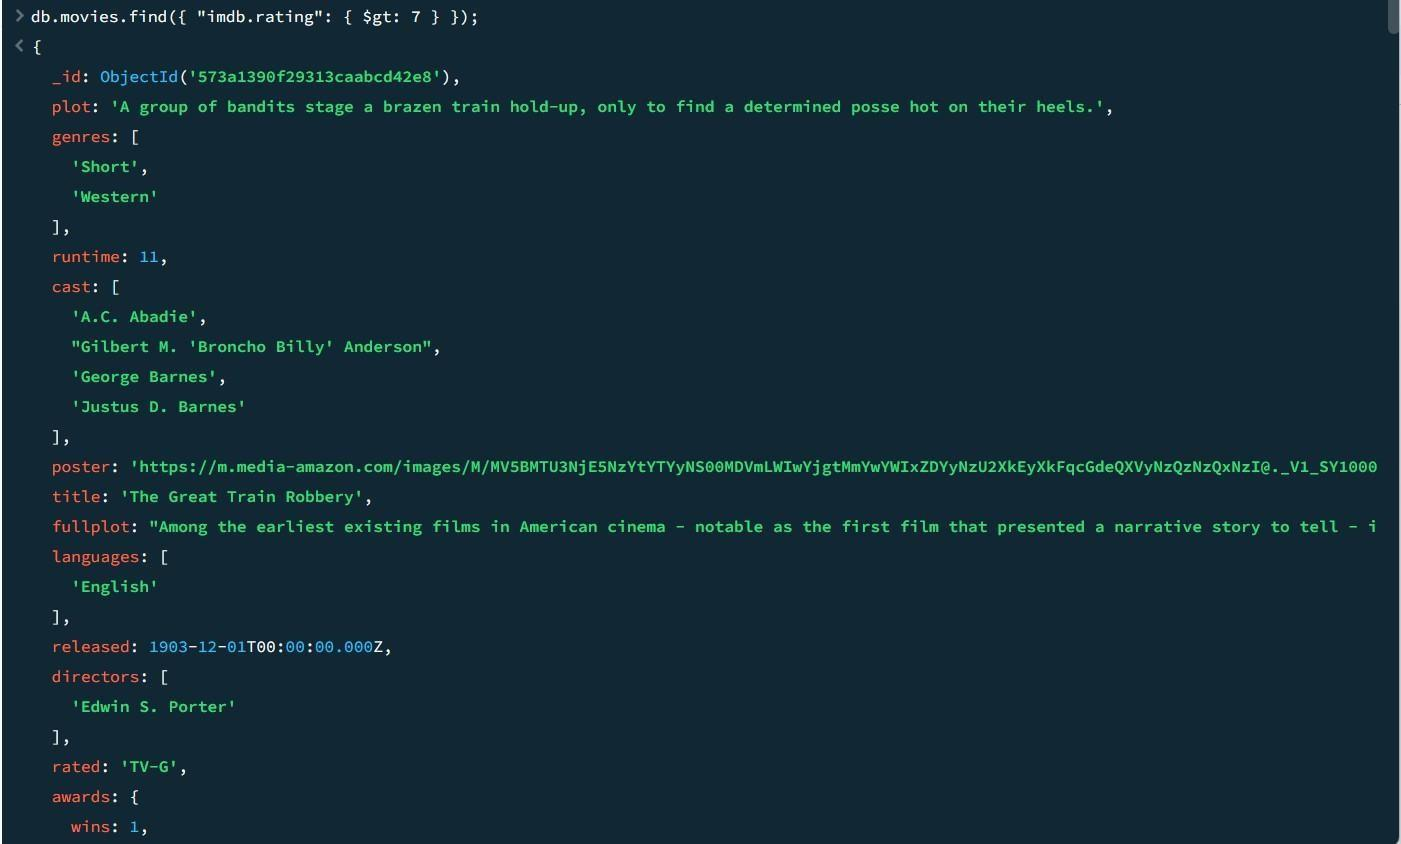 > db.movies.find({ "imdb.rating": { $gt: 7 } });
< {
_id: ObjectId('573a1390f29313caabcd42e8'),
plot: 'A group of bandits stage a brazen train hold-up, only to find a determined posse hot on their heels.',
genres: [
'Short',
'Western'
],
runtime: 11,
cast: [
'A.C. Abadie',
"Gilbert M. 'Broncho Billy' Anderson",
'George Barnes',
'Justus D. Barnes'
],
poster: 'https://m.media-amazon.com/images/M/MV5BMTU3NjE5NzYtYTYyNS00MDVmLWIwYjgtMmYwYWIxZDYyNzU2XkEyXkFqcGdeQXVyNzQzNzQxNzI@._V1_SY1000
title: 'The Great Train Robbery',
fullplot: "Among the earliest existing films in American cinema - notable as the first film that presented a narrative story to tell - i
languages: [
'English'
],
released: 1903-12-01T00:00:00.000Z,
directors: [
'Edwin S. Porter'
],
rated: 'TV-G',
awards: {
wins: 1,